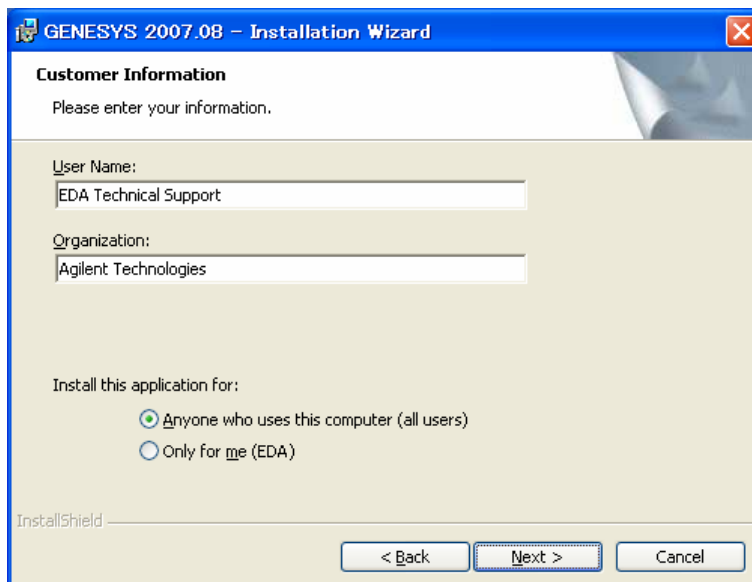 GENESYS 2007.08 - Installation Wizard
Customer Information
Please enter your information.
User Name:
EDA Technical Support
Organization:
Agilent Technologies
Install this application for:
Anyone who uses this computer (all users)
Only for me (EDA)
InstallShield
< Back Next > Cancel